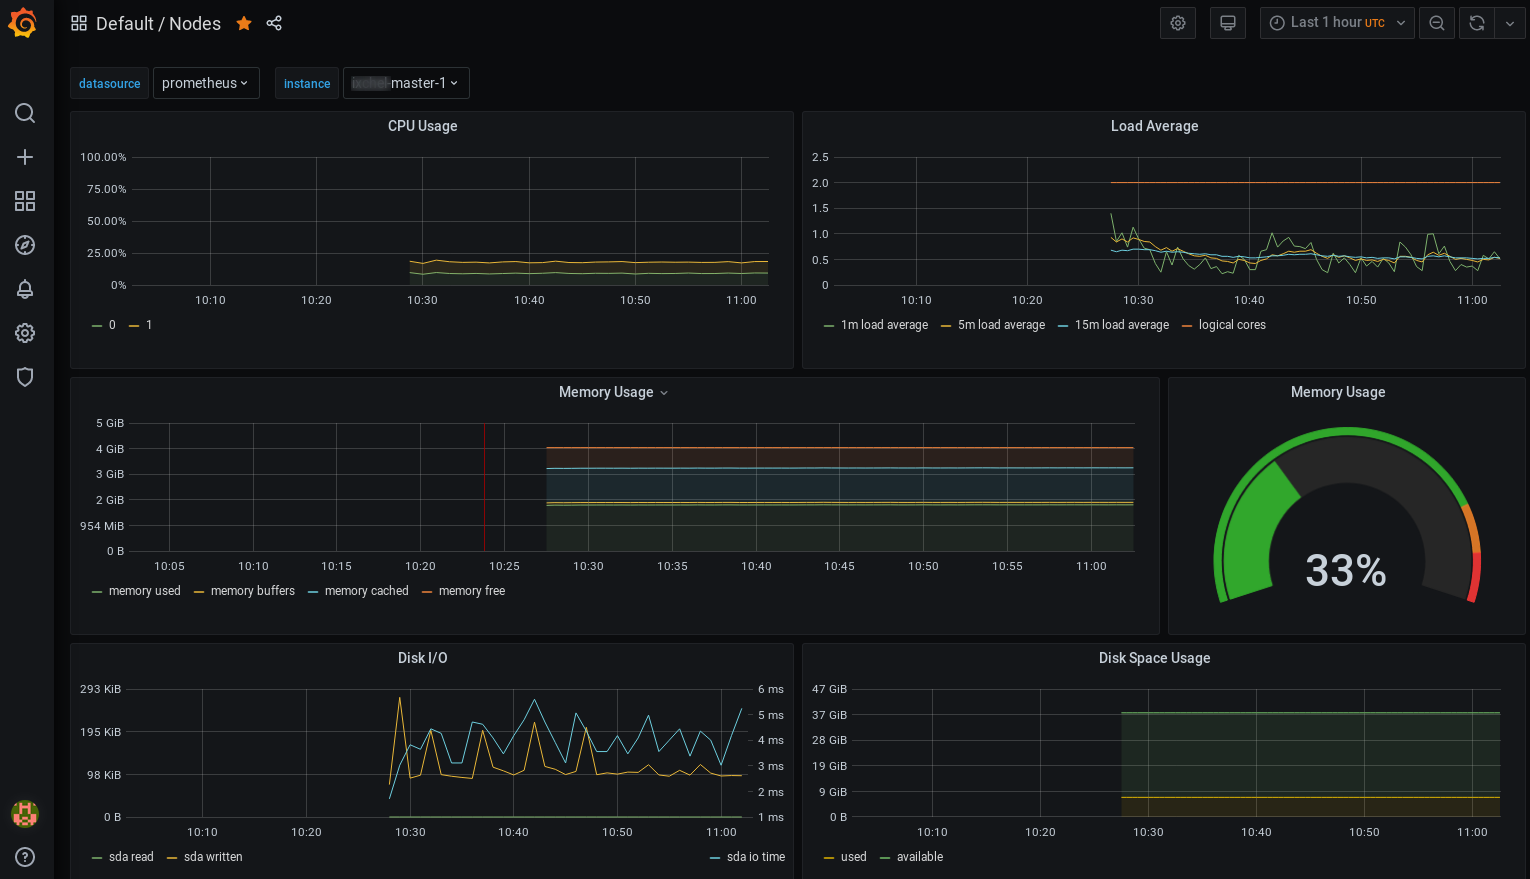 Default / Nodes
Last 1 hour UTC
datasource prometheus instance master-1
CPU Usage
100.00%
75.00%
50.00%
25.00%
0%
10:10 10:20 10:30 10:40 10:50 11:00
0 1
Load Average
2.5
2.0
1.5
1.0
0.5
0
10:10 10:20 10:30 10:40 10:50 11:00
1m load average 5m load average 15m load average logical cores
Memory Usage
5 GiB
4 GiB
3 GiB
2 GiB
954 MiB
0 B
10:05 10:10 10:15 10:20 10:25 10:30 10:35 10:40 10:45 10:50 10:55 11:00
memory used memory buffers memory cached memory free
Memory Usage
33%
Disk I/O
293 KiB
195 KiB
98 KiB
0 B
6 ms
5 ms
4 ms
3 ms
2 ms
1 ms
10:10 10:20 10:30 10:40 10:50 11:00
sda read sda written sda io time
Disk Space Usage
47 GiB
37 GiB
28 GiB
19 GiB
9 GiB
0 B
10:10 10:20 10:30 10:40 10:50 11:00
used available